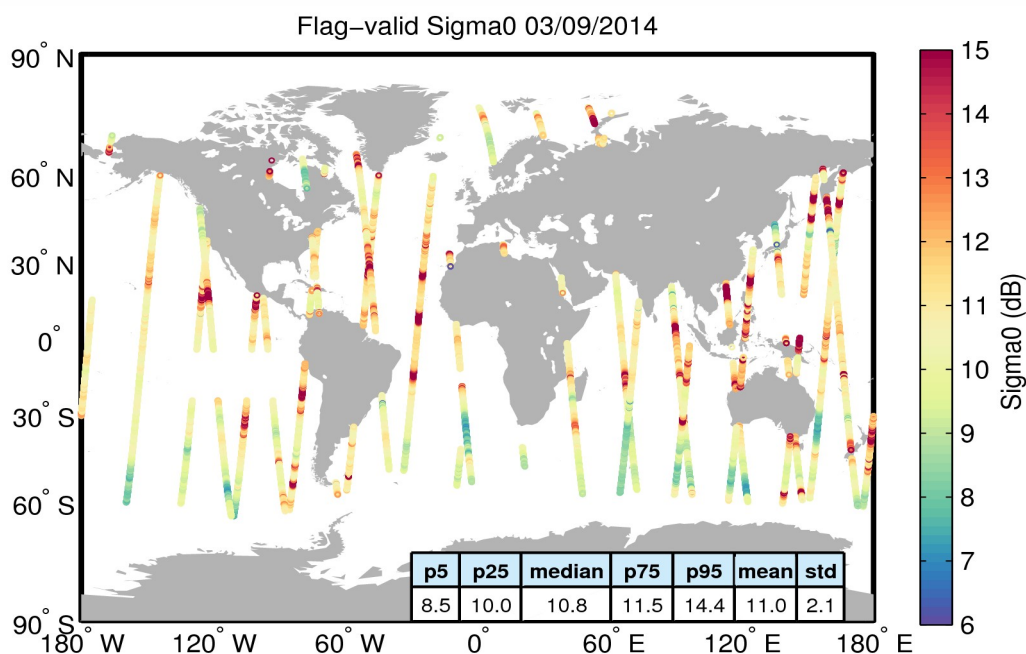 Flag−valid Sigma0 03/09/2014
90° N
60° N
30° N
0°
30° S
60° S
90° S
180° W
120° W
60° W
0°
60° E
120° E
180° E
p5 p25 median p75 p95 mean std
8.5 10.0 10.8 11.5 14.4 11.0 2.1
15
14
13
12
11
10
9
8
7
6
Sigma0 (dB)